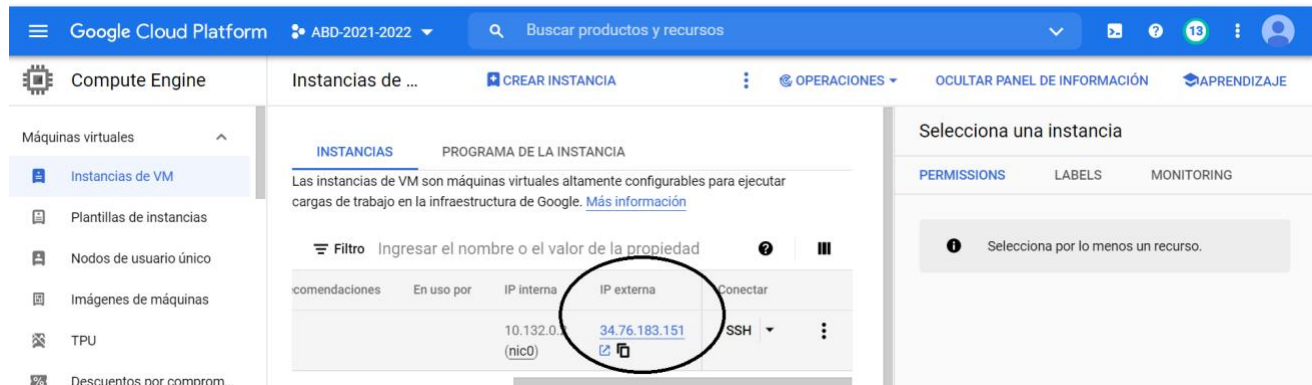 Google Cloud Platform
ABD-2021-2022
Buscar productos y recursos
13
Compute Engine
Instancias de ...
CREAR INSTANCIA
OPERACIONES
OCULTAR PANEL DE INFORMACIÓN
APRENDIZAJE
Máquinas virtuales
Instancias de VM
Plantillas de instancias
Nodos de usuario único
Imágenes de máquinas
TPU
Descuentos por comprom...
INSTANCIAS
PROGRAMA DE LA INSTANCIA
Las instancias de VM son máquinas virtuales altamente configurables para ejecutar
cargas de trabajo en la infraestructura de Google. Más información
Filtro Ingresar el nombre o el valor de la propiedad
ecomendaciones
En uso por
IP interna
IP externa
Conectar
10.132.0.2
(nic0)
34.76.183.151
SSH
Selecciona una instancia
PERMISSIONS
LABELS
MONITORING
Selecciona por lo menos un recurso.